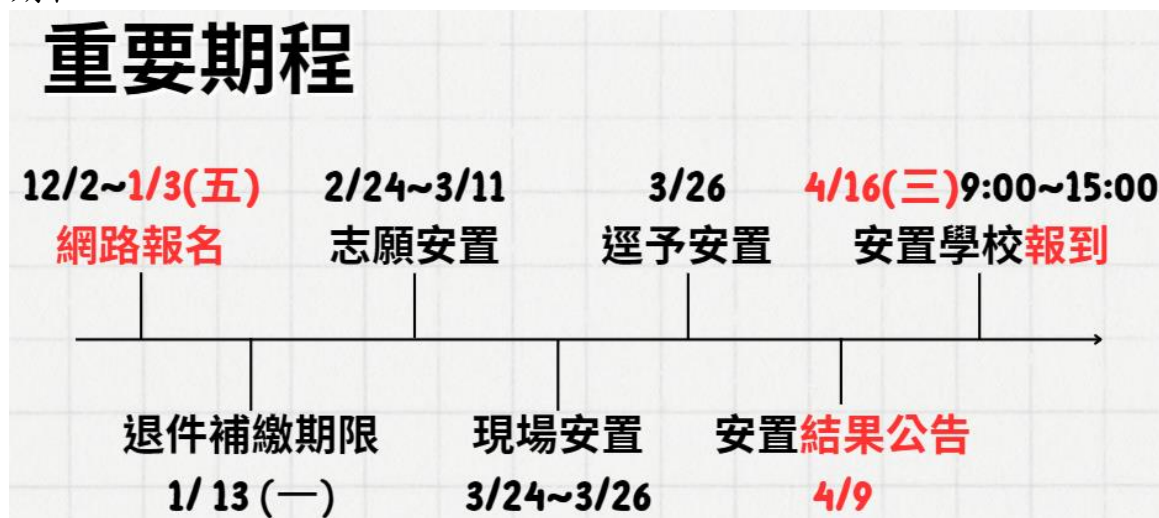 重要期程
12/2~1/3(五)
網路報名
2/24~3/11
志願安置
3/26
逕予安置
4/16(三)9:00~15:00
安置學校報到
退件補繳期限
1/13(一)
現場安置
3/24~3/26
安置結果公告
4/9